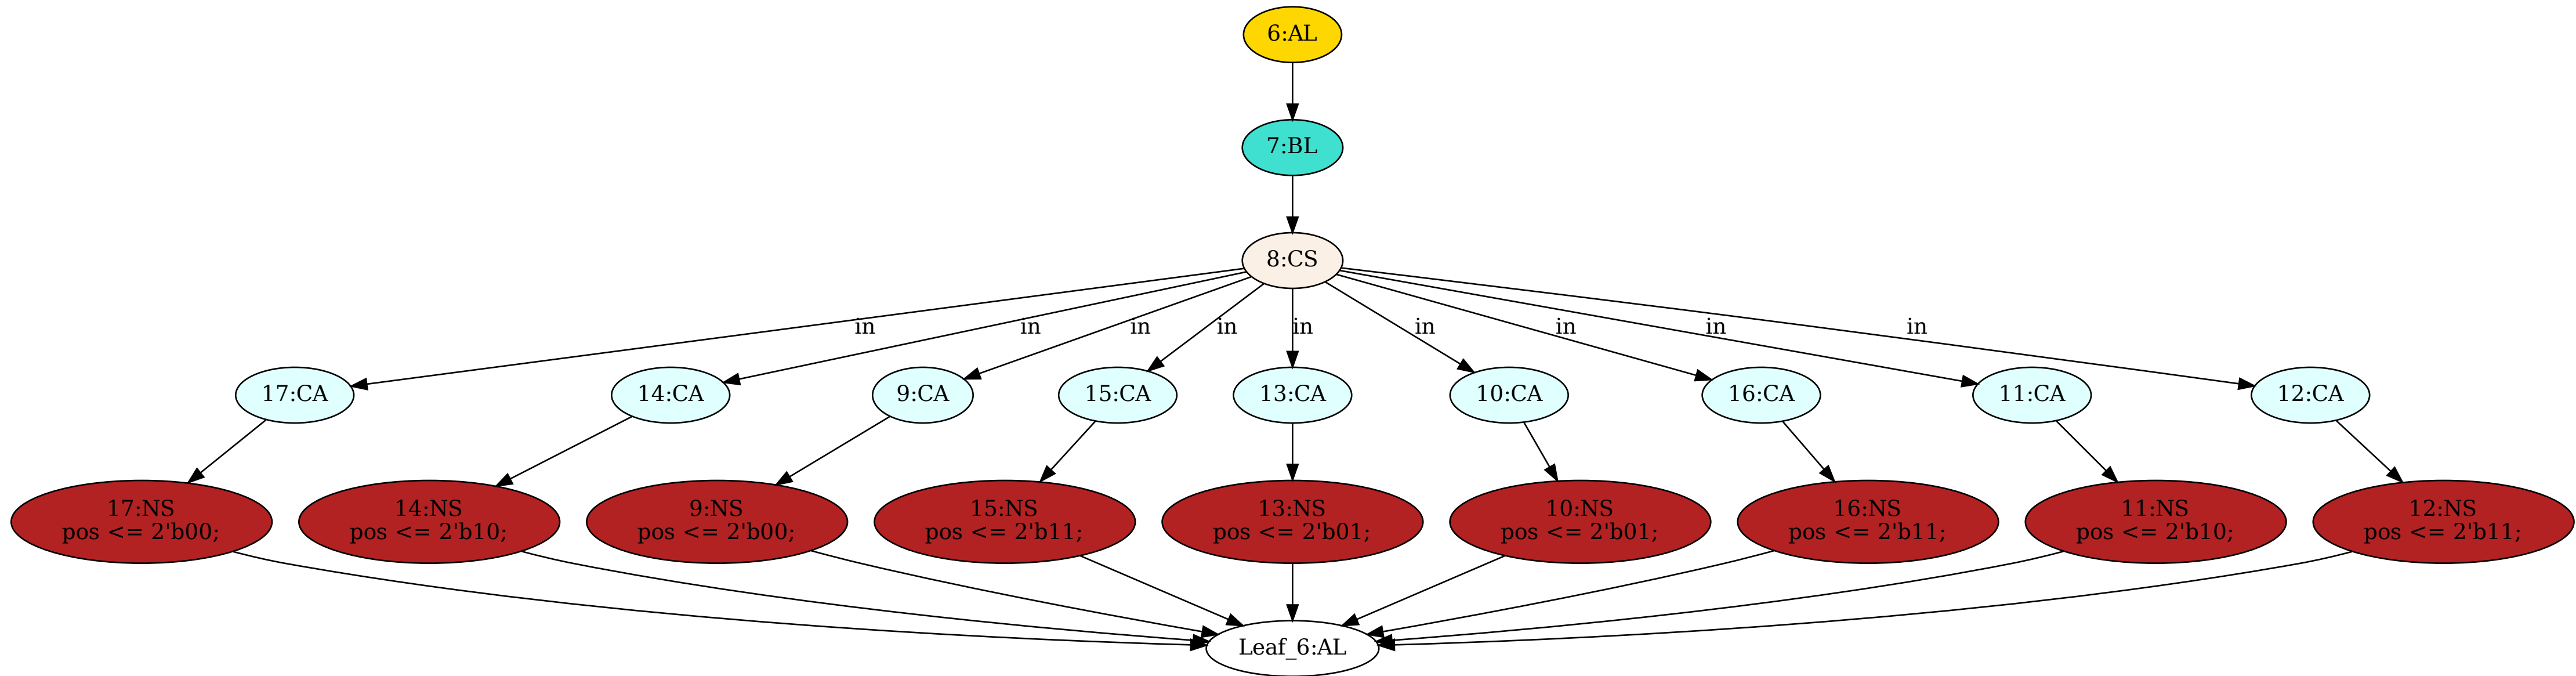 6:AL
7:BL
8:CS
in in in in in in in in in
17:CA 14:CA 9:CA 15:CA 13:CA 10:CA 16:CA 11:CA 12:CA
17:NS 14:NS 9:NS 15:NS 13:NS 10:NS 16:NS 11:NS 12:NS
pos <= 2'b00; pos <= 2'b10; pos <= 2'b00; pos <= 2'b11; pos <= 2'b01; pos <= 2'b01; pos <= 2'b11; pos <= 2'b10; pos <= 2'b11;
Leaf_6:AL